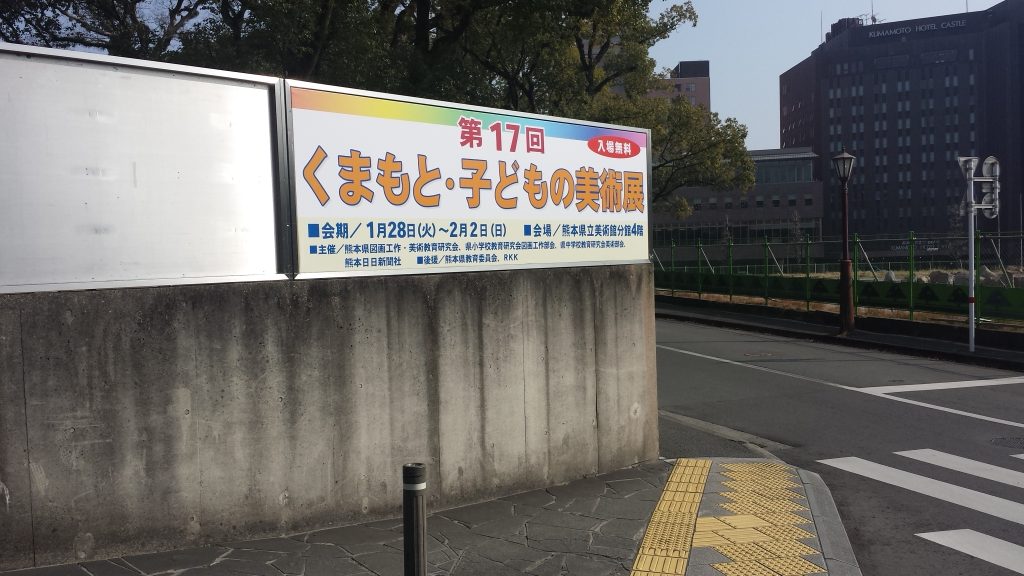 KUMAMOTO HOTEL CASTLE
第17回
入場無料
くまもと・子どもの美術展
■会期／1月28日(火)～2月2日(日) ■会場／熊本県立美術館分館4階
■主催／熊本県図画工作・美術教育研究会、県小学校教育研究会図画工作部会、県中学校教育研究会美術部会、
熊本日日新聞社 ■後援／熊本県教育委員会、RKK